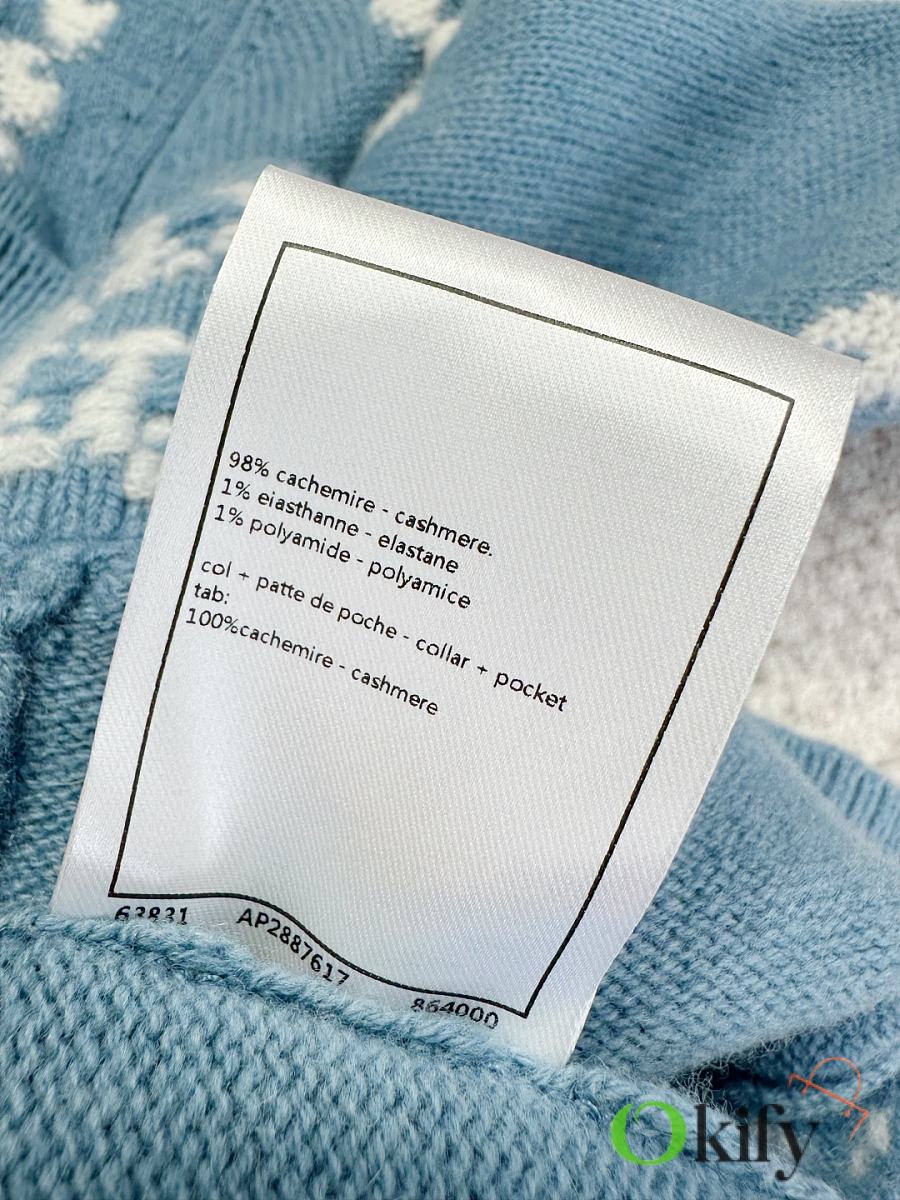 98% cachemire - cashmere.
1% eiasthanne - elastane
1% polyamide - polyamice
col + patte de poche - collar + pocket
tab:
100%cachemire - cashmere
63831 AP2887617 864000
Okify